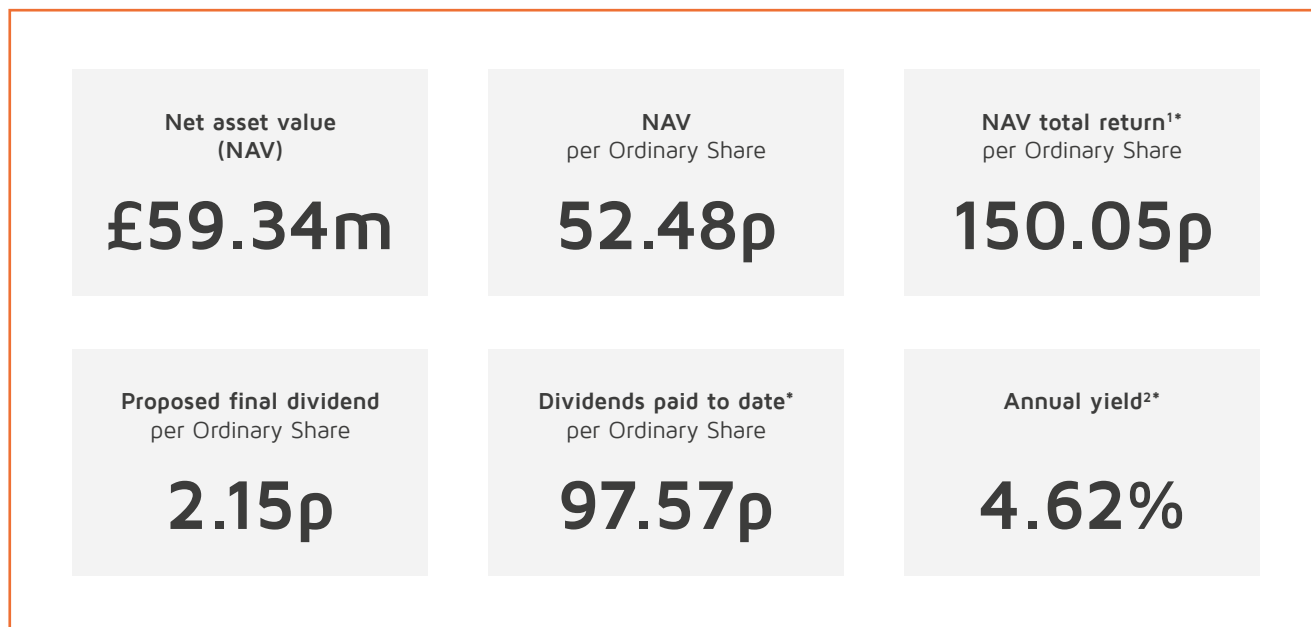 Net asset value
(NAV)
£59.34m
NAV
per Ordinary Share
52.48p
NAV total return¹*
per Ordinary Share
150.05p
Proposed final dividend
per Ordinary Share
2.15p
Dividends paid to date*
per Ordinary Share
97.57p
Annual yield²*
4.62%